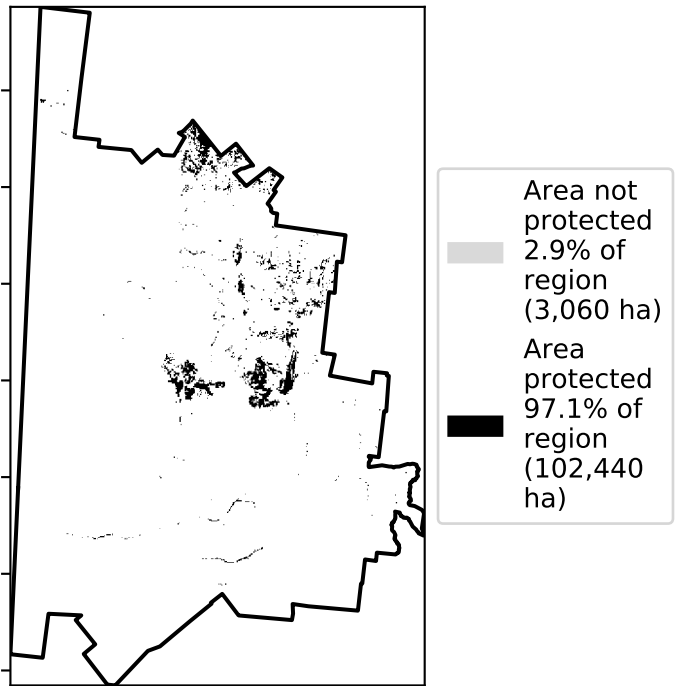 Area not
protected
2.9% of
region
(3,060 ha)
Area
protected
97.1% of
region
(102,440
ha)